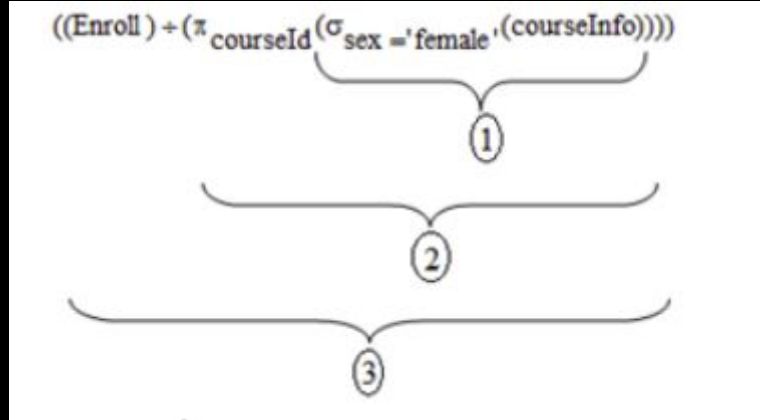 ((Enroll)÷(π courseId (σ sex ='female' (courseInfo))))
1
2
3